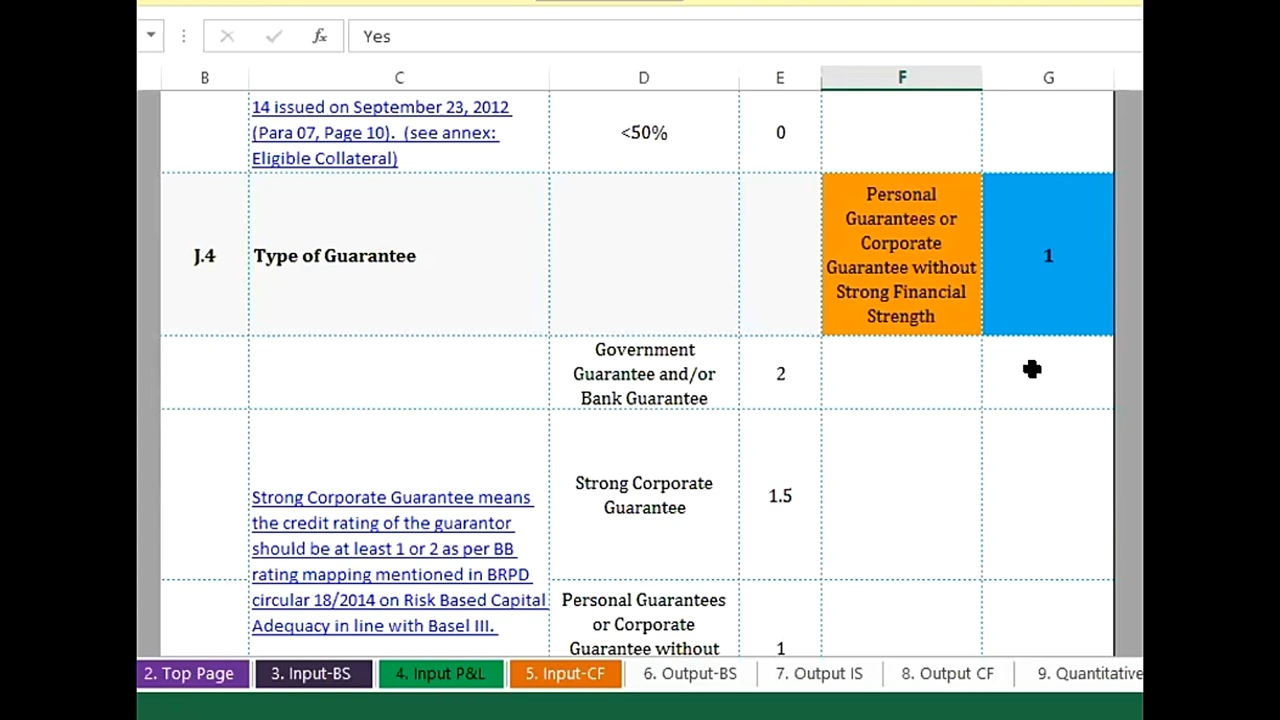 Yes
B C D E F G
14 issued on September 23, 2012
(Para 07, Page 10). (see annex:
Eligible Collateral)
<50%
0
J.4
Type of Guarantee
Personal
Guarantees or
Corporate
Guarantee without
Strong Financial
Strength
1
Government
Guarantee and/or
Bank Guarantee
2
Strong Corporate Guarantee means
the credit rating of the guarantor
should be at least 1 or 2 as per BB
rating mapping mentioned in BRPD
circular 18/2014 on Risk Based Capital
Adequacy in line with Basel III.
Strong Corporate
Guarantee
1.5
Personal Guarantees
or Corporate
Guarantee without
1
2. Top Page 3. Input-BS 4. Input P&L 5. Input-CF 6. Output-BS 7. Output IS 8. Output CF 9. Quantitative